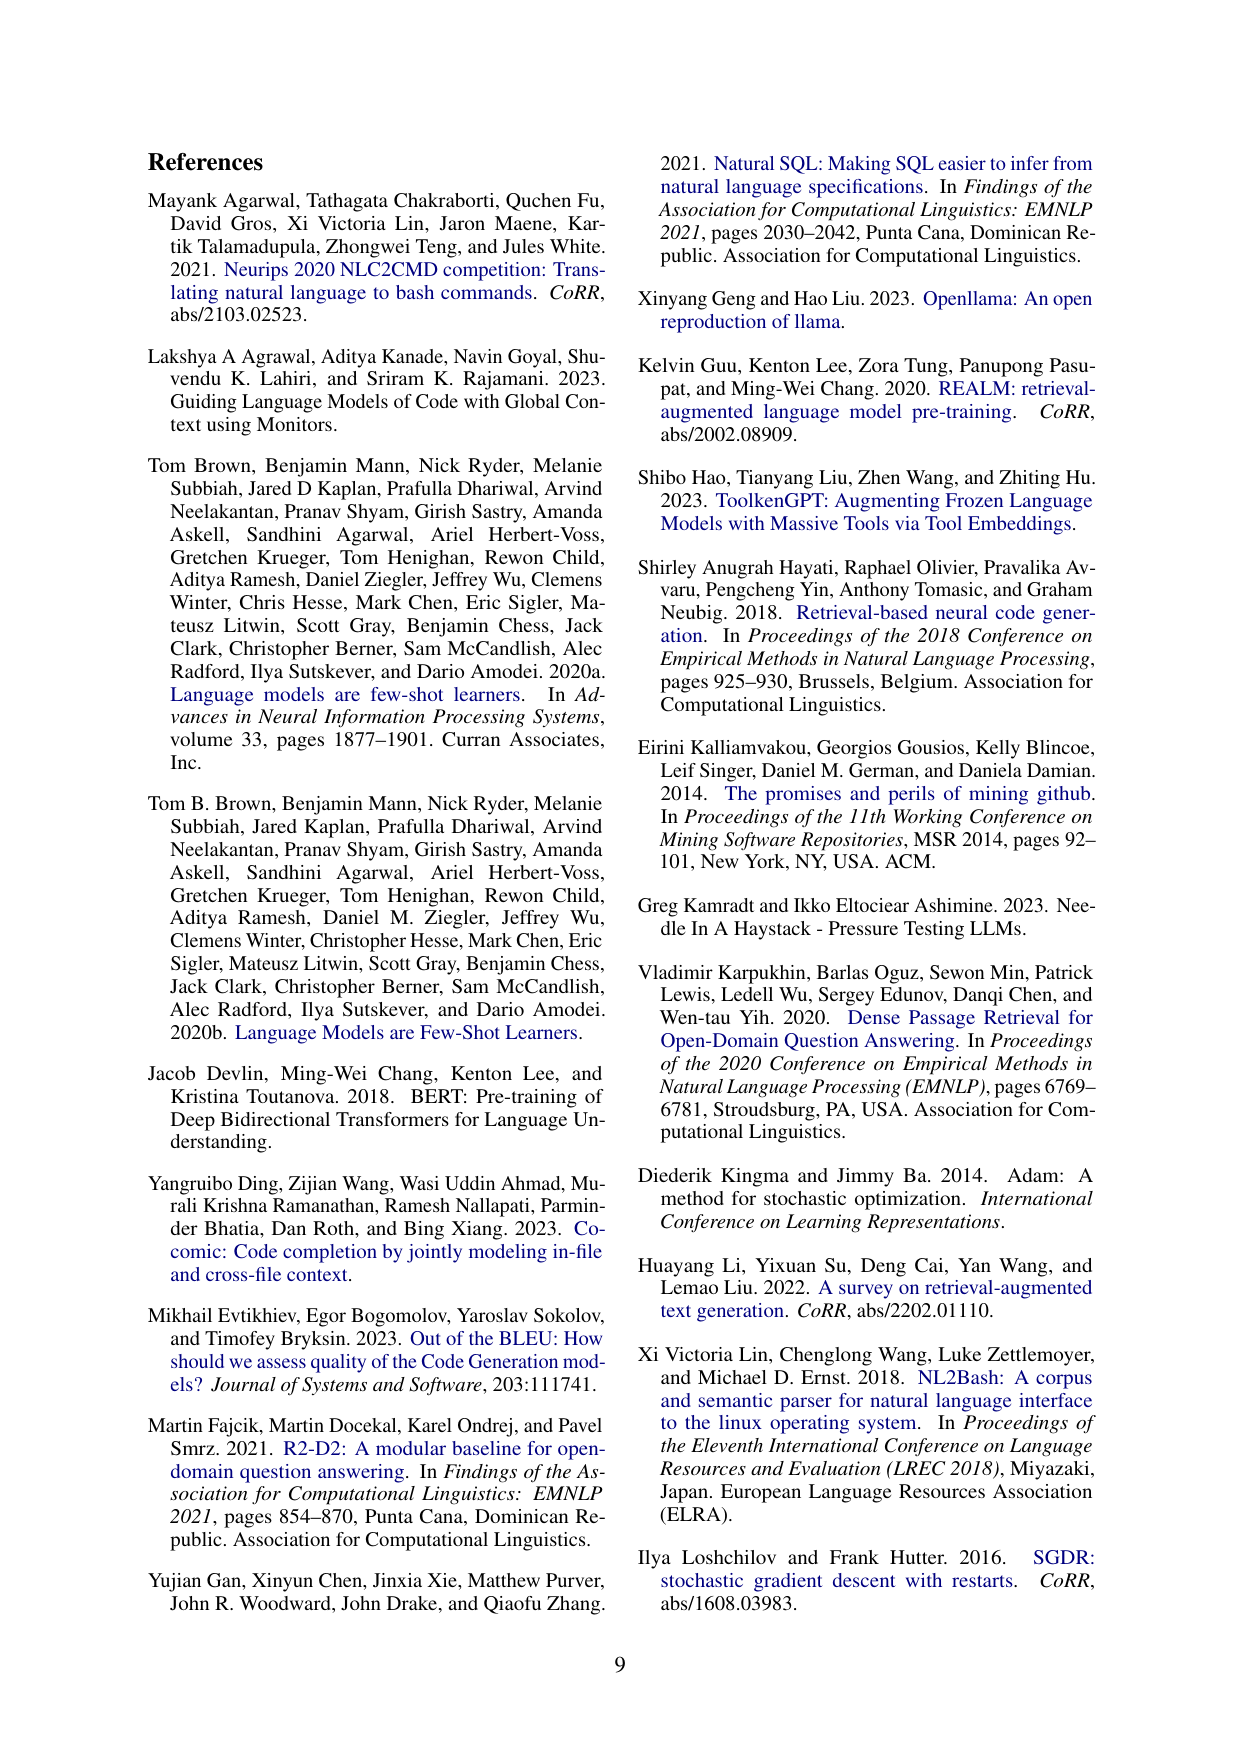 References
Mayank Agarwal, Tathagata Chakraborti, Quchen Fu,
David Gros, Xi Victoria Lin, Jaron Maene, Kar-
tik Talamadupula, Zhongwei Teng, and Jules White.
2021. Neurips 2020 NLC2CMD competition: Trans-
lating natural language to bash commands. CoRR,
abs/2103.02523.
Lakshya A Agrawal, Aditya Kanade, Navin Goyal, Shu-
vendu K. Lahiri, and Sriram K. Rajamani. 2023.
Guiding Language Models of Code with Global Con-
text using Monitors.
Tom Brown, Benjamin Mann, Nick Ryder, Melanie
Subbiah, Jared D Kaplan, Prafulla Dhariwal, Arvind
Neelakantan, Pranav Shyam, Girish Sastry, Amanda
Askell, Sandhini Agarwal, Ariel Herbert-Voss,
Gretchen Krueger, Tom Henighan, Rewon Child,
Aditya Ramesh, Daniel Ziegler, Jeffrey Wu, Clemens
Winter, Chris Hesse, Mark Chen, Eric Sigler, Ma-
teusz Litwin, Scott Gray, Benjamin Chess, Jack
Clark, Christopher Berner, Sam McCandlish, Alec
Radford, Ilya Sutskever, and Dario Amodei. 2020a.
Language models are few-shot learners. In Ad-
vances in Neural Information Processing Systems,
volume 33, pages 1877–1901. Curran Associates,
Inc.
Tom B. Brown, Benjamin Mann, Nick Ryder, Melanie
Subbiah, Jared Kaplan, Prafulla Dhariwal, Arvind
Neelakantan, Pranav Shyam, Girish Sastry, Amanda
Askell, Sandhini Agarwal, Ariel Herbert-Voss,
Gretchen Krueger, Tom Henighan, Rewon Child,
Aditya Ramesh, Daniel M. Ziegler, Jeffrey Wu,
Clemens Winter, Christopher Hesse, Mark Chen, Eric
Sigler, Mateusz Litwin, Scott Gray, Benjamin Chess,
Jack Clark, Christopher Berner, Sam McCandlish,
Alec Radford, Ilya Sutskever, and Dario Amodei.
2020b. Language Models are Few-Shot Learners.
Jacob Devlin, Ming-Wei Chang, Kenton Lee, and
Kristina Toutanova. 2018. BERT: Pre-training of
Deep Bidirectional Transformers for Language Un-
derstanding.
Yangruibo Ding, Zijian Wang, Wasi Uddin Ahmad, Mu-
rali Krishna Ramanathan, Ramesh Nallapati, Parmin-
der Bhatia, Dan Roth, and Bing Xiang. 2023. Co-
comic: Code completion by jointly modeling in-file
and cross-file context.
Mikhail Evtikhiev, Egor Bogomolov, Yaroslav Sokolov,
and Timofey Bryksin. 2023. Out of the BLEU: How
should we assess quality of the Code Generation mod-
els? Journal of Systems and Software, 203:111741.
Martin Fajcik, Martin Docekal, Karel Ondrej, and Pavel
Smrz. 2021. R2-D2: A modular baseline for open-
domain question answering. In Findings of the As-
sociation for Computational Linguistics: EMNLP
2021, pages 854–870, Punta Cana, Dominican Re-
public. Association for Computational Linguistics.
Yujian Gan, Xinyun Chen, Jinxia Xie, Matthew Purver,
John R. Woodward, John Drake, and Qiaofu Zhang.
2021. Natural SQL: Making SQL easier to infer from
natural language specifications. In Findings of the
Association for Computational Linguistics: EMNLP
2021, pages 2030–2042, Punta Cana, Dominican Re-
public. Association for Computational Linguistics.
Xinyang Geng and Hao Liu. 2023. Openllama: An open
reproduction of llama.
Kelvin Guu, Kenton Lee, Zora Tung, Panupong Pasu-
pat, and Ming-Wei Chang. 2020. REALM: retrieval-
augmented language model pre-training. CoRR,
abs/2002.08909.
Shibo Hao, Tianyang Liu, Zhen Wang, and Zhiting Hu.
2023. ToolkenGPT: Augmenting Frozen Language
Models with Massive Tools via Tool Embeddings.
Shirley Anugrah Hayati, Raphael Olivier, Pravalika Av-
varu, Pengcheng Yin, Anthony Tomasic, and Graham
Neubig. 2018. Retrieval-based neural code gener-
ation. In Proceedings of the 2018 Conference on
Empirical Methods in Natural Language Processing,
pages 925–930, Brussels, Belgium. Association for
Computational Linguistics.
Eirini Kalliamvakou, Georgios Gousios, Kelly Blincoe,
Leif Singer, Daniel M. German, and Daniela Damian.
2014. The promises and perils of mining github.
In Proceedings of the 11th Working Conference on
Mining Software Repositories, MSR 2014, pages 92–
101, New York, NY, USA. ACM.
Greg Kamradt and Ikko Eltociear Ashimine. 2023. Nee-
dle In A Haystack - Pressure Testing LLMs.
Vladimir Karpukhin, Barlas Oguz, Sewon Min, Patrick
Lewis, Ledell Wu, Sergey Edunov, Danqi Chen, and
Wen-tau Yih. 2020. Dense Passage Retrieval for
Open-Domain Question Answering. In Proceedings
of the 2020 Conference on Empirical Methods in
Natural Language Processing (EMNLP), pages 6769–
6781, Stroudsburg, PA, USA. Association for Com-
putational Linguistics.
Diederik Kingma and Jimmy Ba. 2014. Adam: A
method for stochastic optimization. International
Conference on Learning Representations.
Huayang Li, Yixuan Su, Deng Cai, Yan Wang, and
Lemao Liu. 2022. A survey on retrieval-augmented
text generation. CoRR, abs/2202.01110.
Xi Victoria Lin, Chenglong Wang, Luke Zettlemoyer,
and Michael D. Ernst. 2018. NL2Bash: A corpus
and semantic parser for natural language interface
to the linux operating system. In Proceedings of
the Eleventh International Conference on Language
Resources and Evaluation (LREC 2018), Miyazaki,
Japan. European Language Resources Association
(ELRA).
Ilya Loshchilov and Frank Hutter. 2016. SGDR:
stochastic gradient descent with restarts. CoRR,
abs/1608.03983.
9